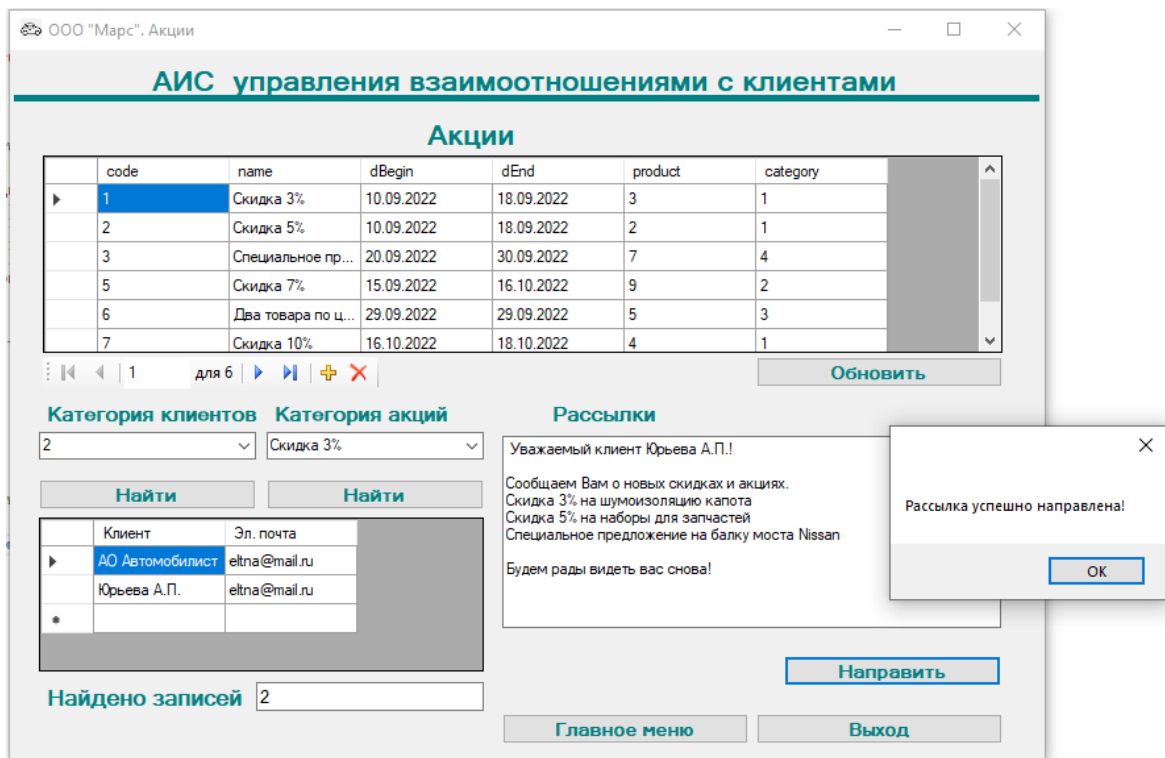 ООО "Марс". Акции
АИС управления взаимоотношениями с клиентами
Акции
code name dBegin dEnd product category
1 Скидка 3% 10.09.2022 18.09.2022 3 1
2 Скидка 5% 10.09.2022 18.09.2022 2 1
3 Специальное пр... 20.09.2022 30.09.2022 7 4
5 Скидка 7% 15.09.2022 16.10.2022 9 2
6 Два товара по ц... 29.09.2022 29.09.2022 5 3
7 Скидка 10% 16.10.2022 18.10.2022 4 1
1 для 6
Обновить
Категория клиентов Категория акций
2 Скидка 3%
Найти Найти
Клиент Эл. почта
АО Автомобилист eltna@mail.ru
Юрьева А.П. eltna@mail.ru
Найдено записей 2
Рассылки
Уважаемый клиент Юрьева А.П.!
Сообщаем Вам о новых скидках и акциях.
Скидка 3% на шумоизоляцию капота
Скидка 5% на наборы для запчастей
Специальное предложение на балку моста Nissan
Будем рады видеть вас снова!
Рассылка успешно направлена!
OK
Направить
Главное меню Выход